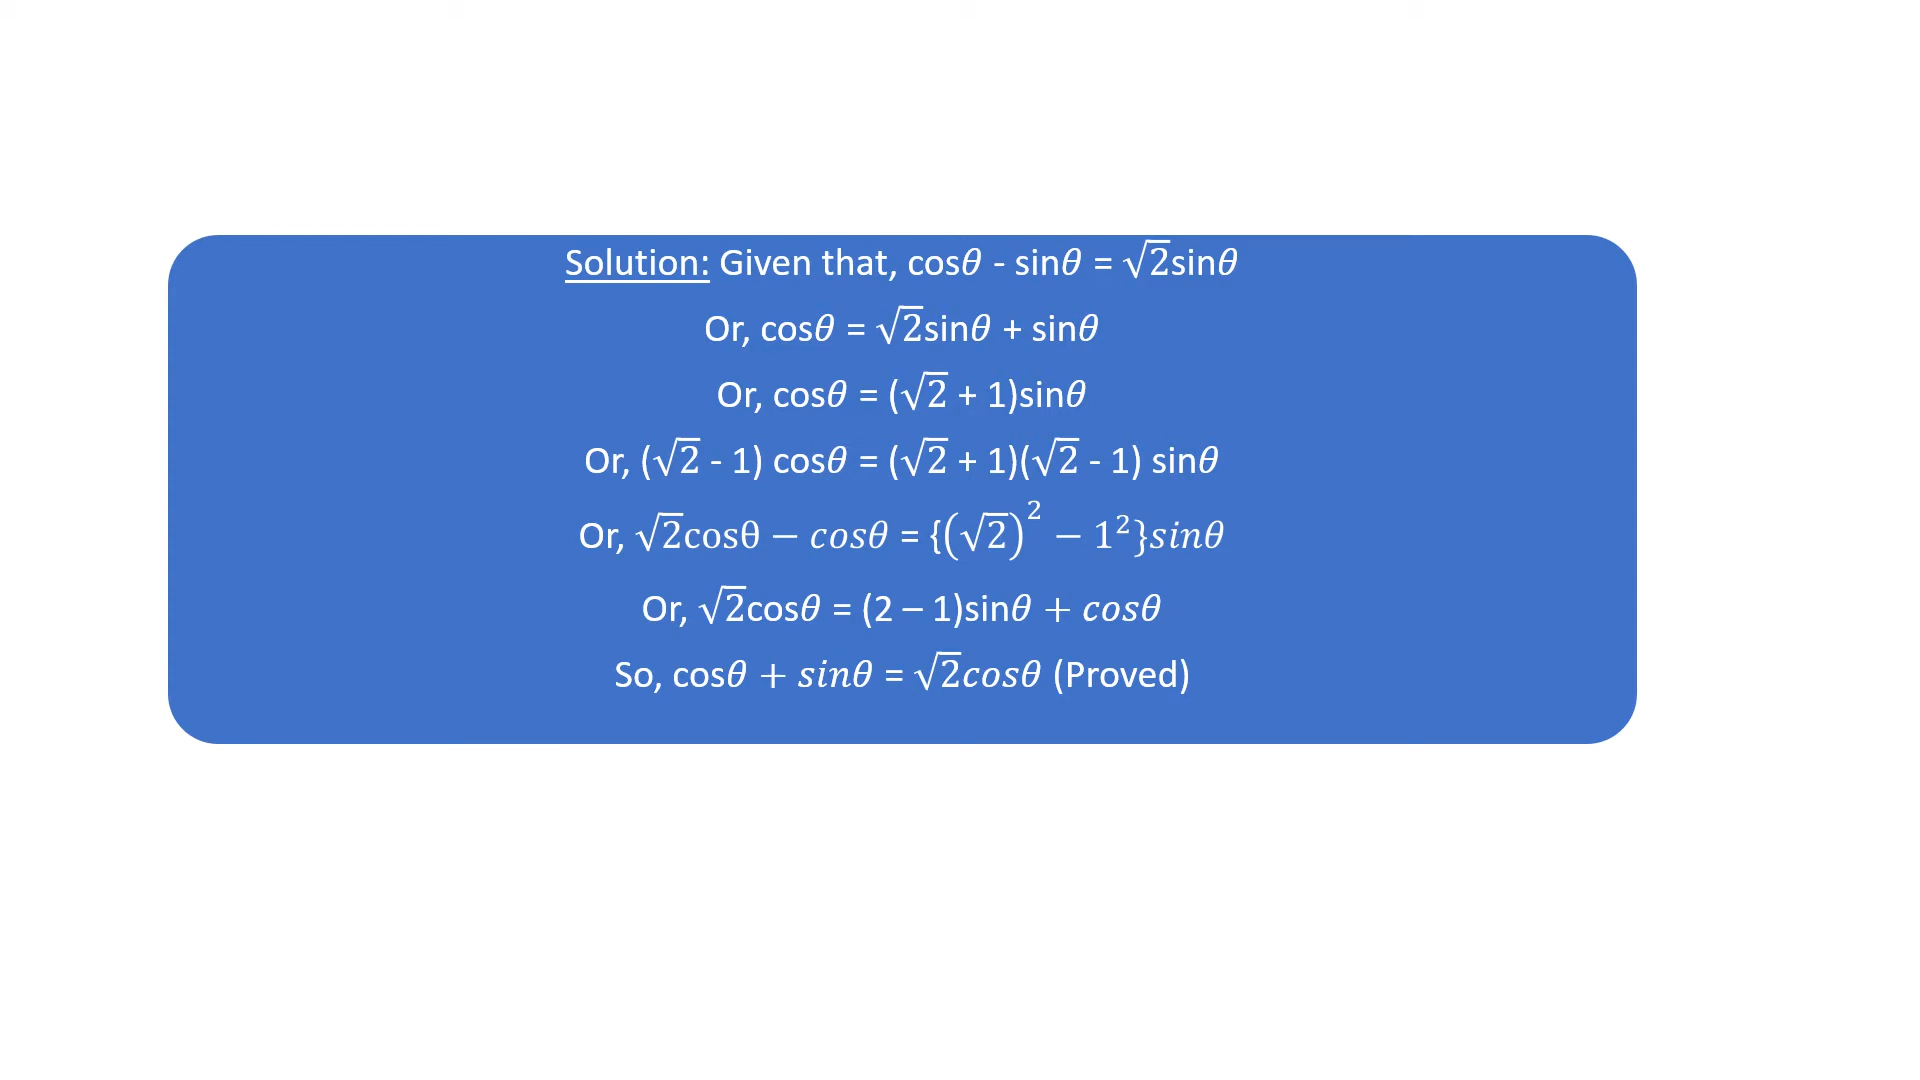 Solution: Given that, cos𝜃 - sin𝜃 = √2sin𝜃
Or, cos𝜃 = √2sin𝜃 + sin𝜃
Or, cos𝜃 = (√2 + 1)sin𝜃
Or, (√2 - 1) cos𝜃 = (√2 + 1)(√2 - 1) sin𝜃
Or, √2cosθ − 𝑐𝑜𝑠𝜃 = {(√2)² − 1²}𝑠𝑖𝑛𝜃
Or, √2cos𝜃 = (2 – 1)sin𝜃 + 𝑐𝑜𝑠𝜃
So, cos𝜃 + 𝑠𝑖𝑛𝜃 = √2𝑐𝑜𝑠𝜃 (Proved)